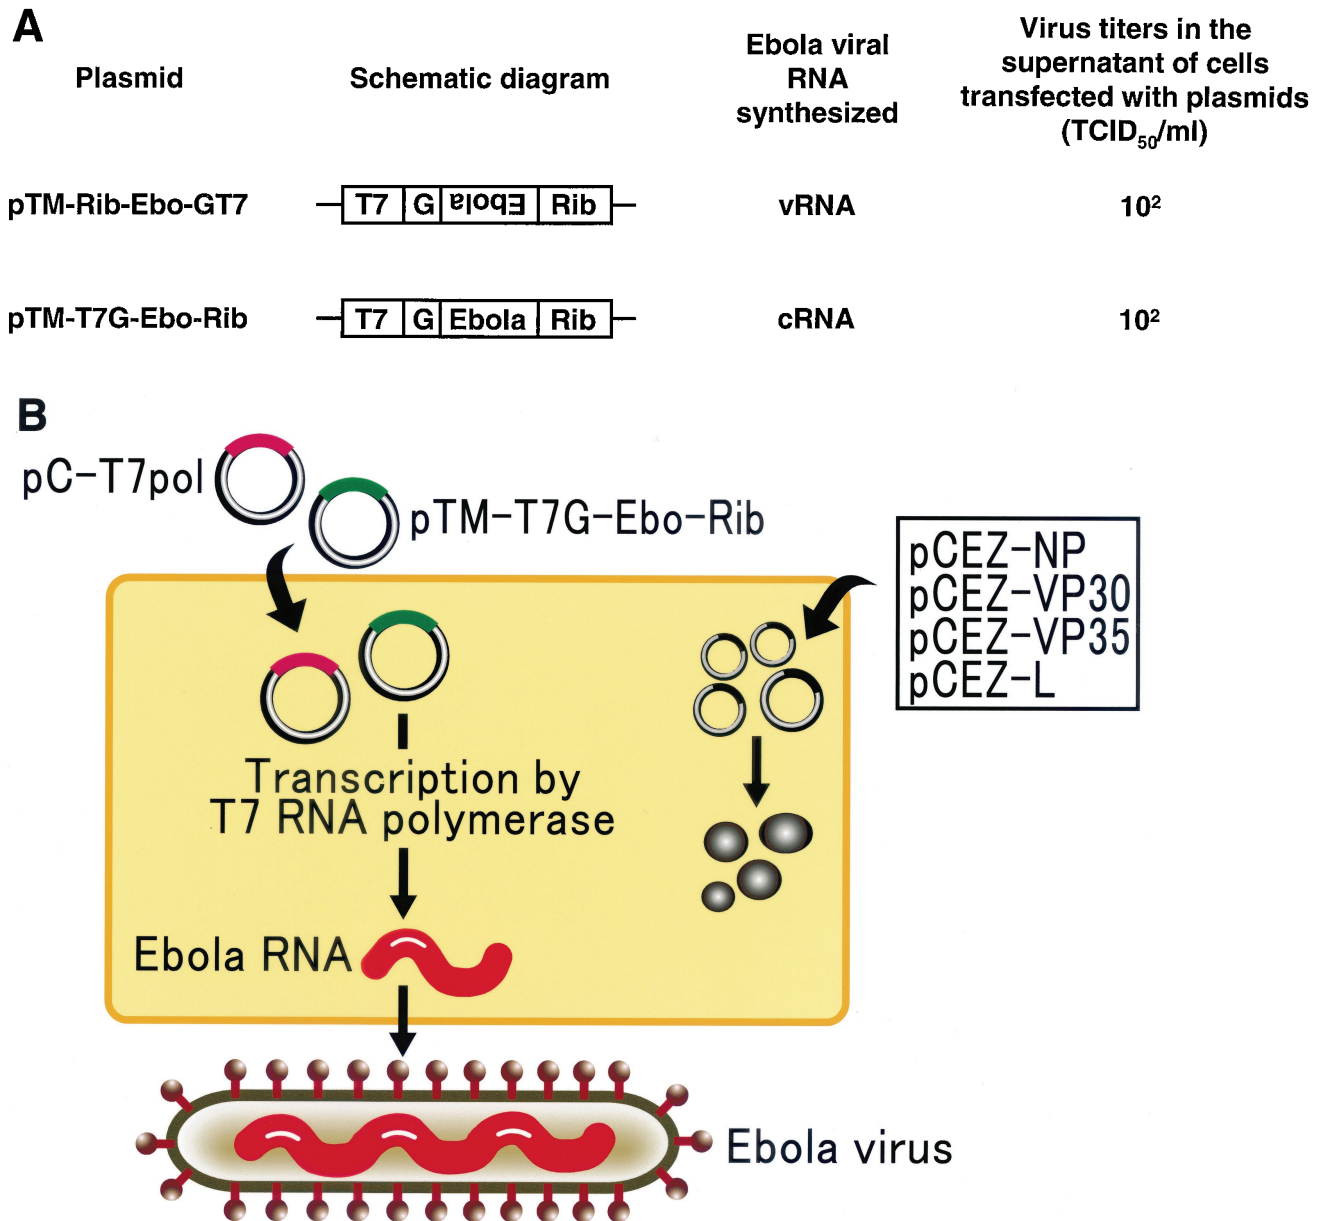 A
Plasmid
Schematic diagram
Ebola viral
RNA
synthesized
Virus titers in the
supernatant of cells
transfected with plasmids
(TCID50/ml)
pTM-Rib-Ebo-GT7
T7 G Ebola Rib
vRNA
10²
pTM-T7G-Ebo-Rib
T7 G Ebola Rib
cRNA
10²
B
pC-T7pol
pTM-T7G-Ebo-Rib
pCEZ-NP
pCEZ-VP30
pCEZ-VP35
pCEZ-L
Transcription by
T7 RNA polymerase
Ebola RNA
Ebola virus